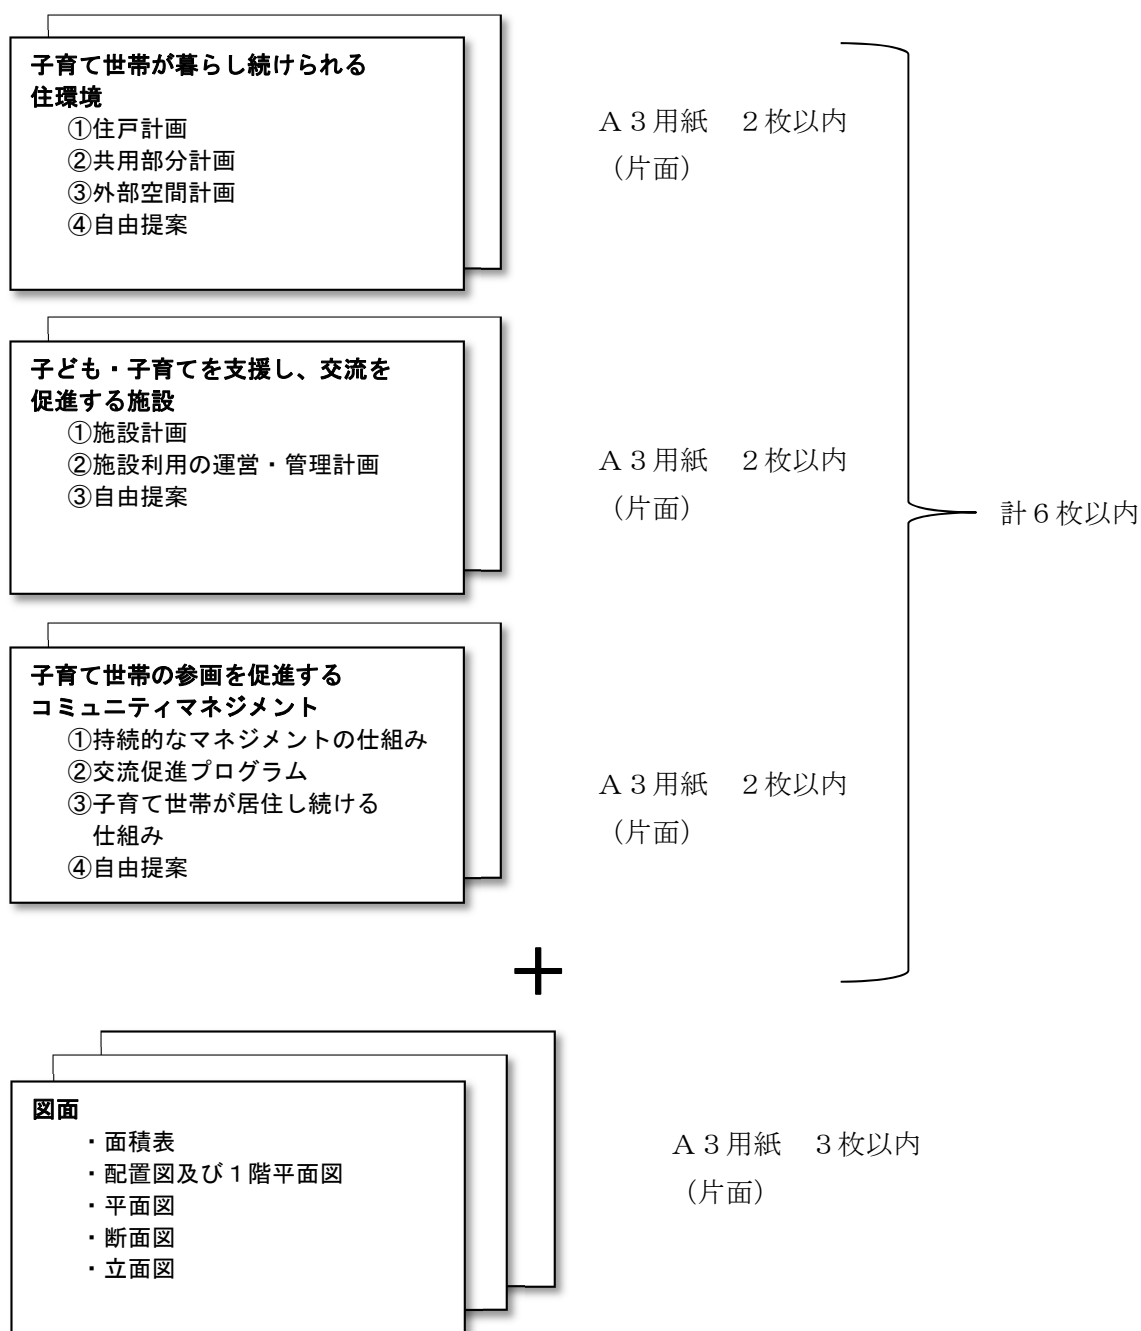 子育て世帯が暮らし続けられる
住環境
①住戸計画
②共用部分計画
③外部空間計画
④自由提案
Ａ３用紙　２枚以内
（片面）
子ども・子育てを支援し、交流を
促進する施設
①施設計画
②施設利用の運営・管理計画
③自由提案
Ａ３用紙　２枚以内
（片面）
計６枚以内
子育て世帯の参画を促進する
コミュニティマネジメント
①持続的なマネジメントの仕組み
②交流促進プログラム
③子育て世帯が居住し続ける
仕組み
④自由提案
Ａ３用紙　２枚以内
（片面）
＋
図面
・面積表
・配置図及び１階平面図
・平面図
・断面図
・立面図
Ａ３用紙　３枚以内
（片面）